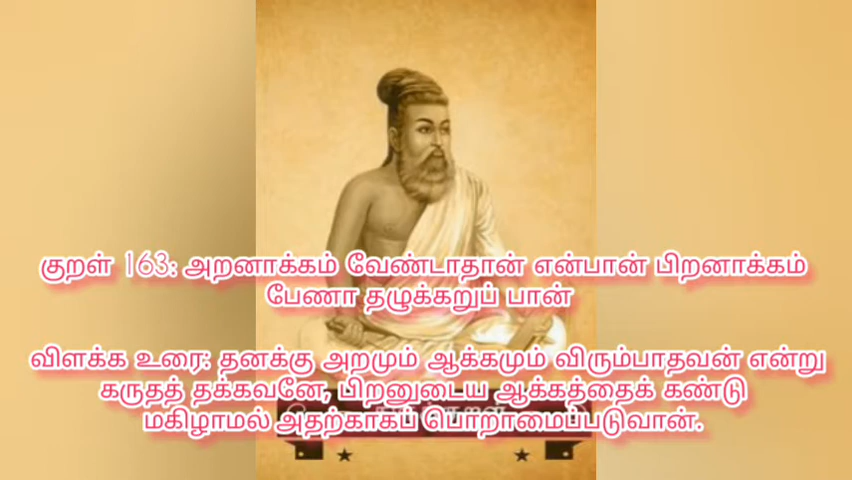 குறள் 163: அறனாக்கம் வேண்டாதான் என்பான் பிறனாக்கம்
பேணா தழுக்கறுப் பான்
விளக்க உரை: தனக்கு அறமும் ஆக்கமும் விரும்பாதவன் என்று
கருதத் தக்கவனே, பிறனுடைய ஆக்கத்தைக் கண்டு
மகிழாமல் அதற்காகப் பொறாமைப்படுவான்.